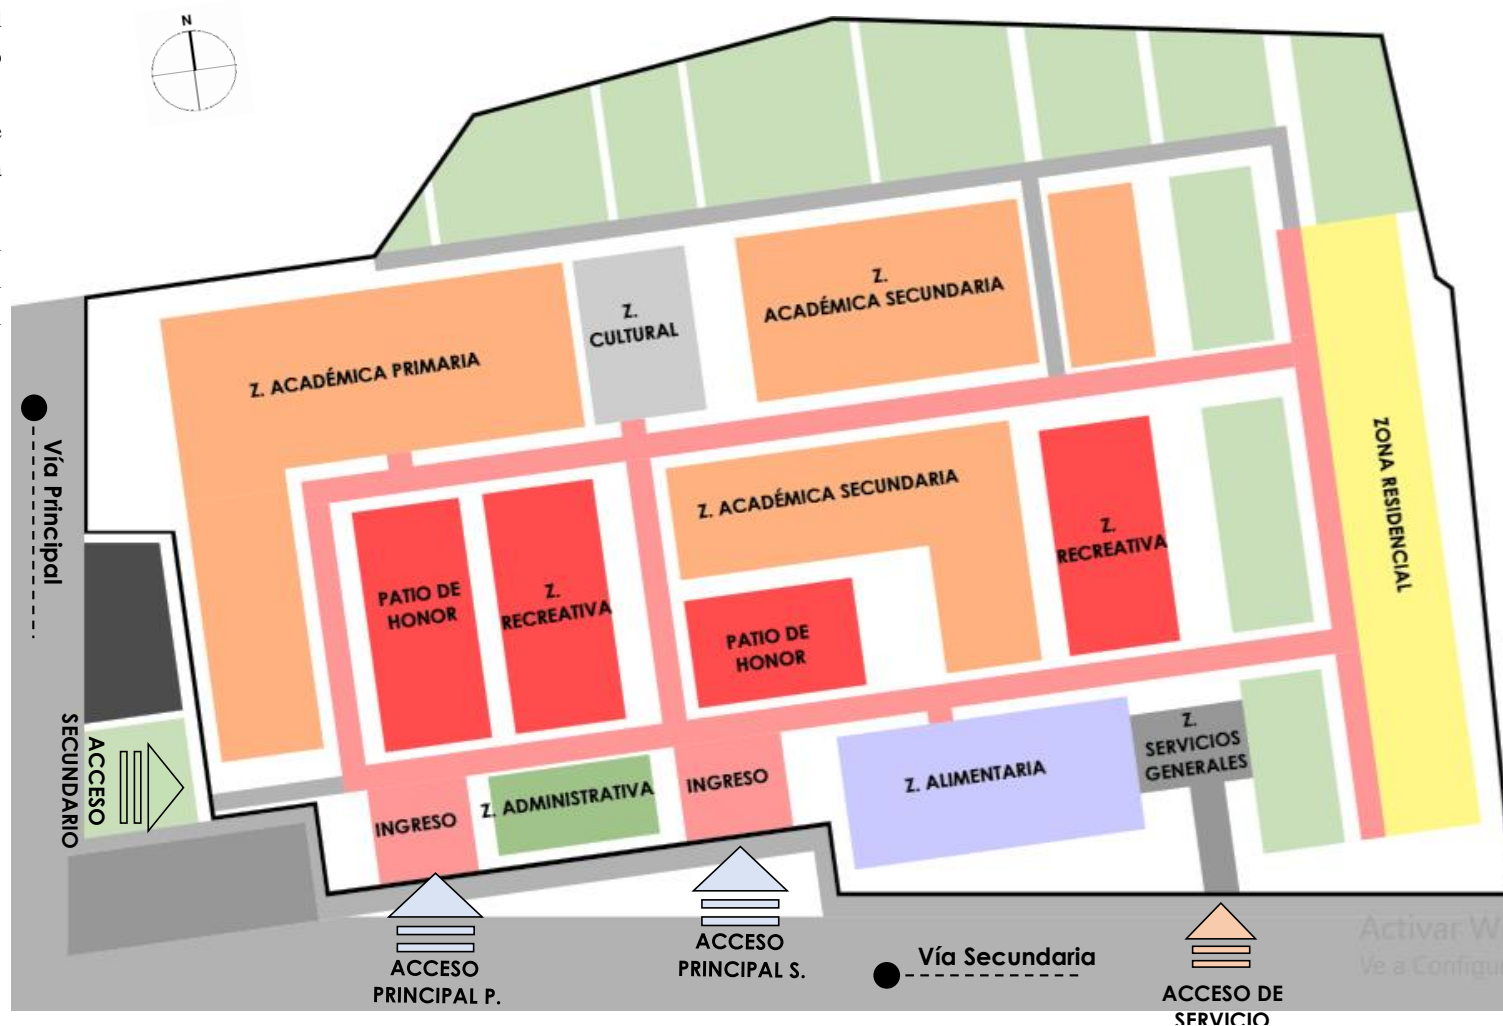 N
Z.
CULTURAL
Z.
ACADÉMICA SECUNDARIA
Z. ACADÉMICA PRIMARIA
Vía Principal
ZONA RESIDENCIAL
Z. ACADÉMICA SECUNDARIA
Z.
RECREATIVA
PATIO DE
HONOR
Z.
RECREATIVA
PATIO DE
HONOR
ACCESO
SECUNDARIO
Z.
SERVICIOS
GENERALES
Z. ALIMENTARIA
INGRESO
Z. ADMINISTRATIVA
INGRESO
ACCESO
PRINCIPAL P.
ACCESO
PRINCIPAL S.
Vía Secundaria
ACCESO DE
SERVICIO
Activar W
Ve a Configu